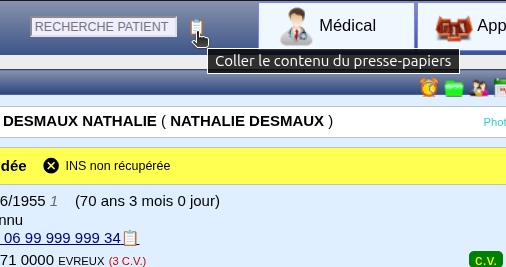 RECHERCHE PATIENT
Médical
App
Coller le contenu du presse-papiers
DESMAUX NATHALIE ( NATHALIE DESMAUX )
Phot
dée INS non récupérée
6/1955 1 (70 ans 3 mois 0 jour)
nnu
06 99 999 999 34
71 0000 EVREUX (3 C.V.)
C.V.